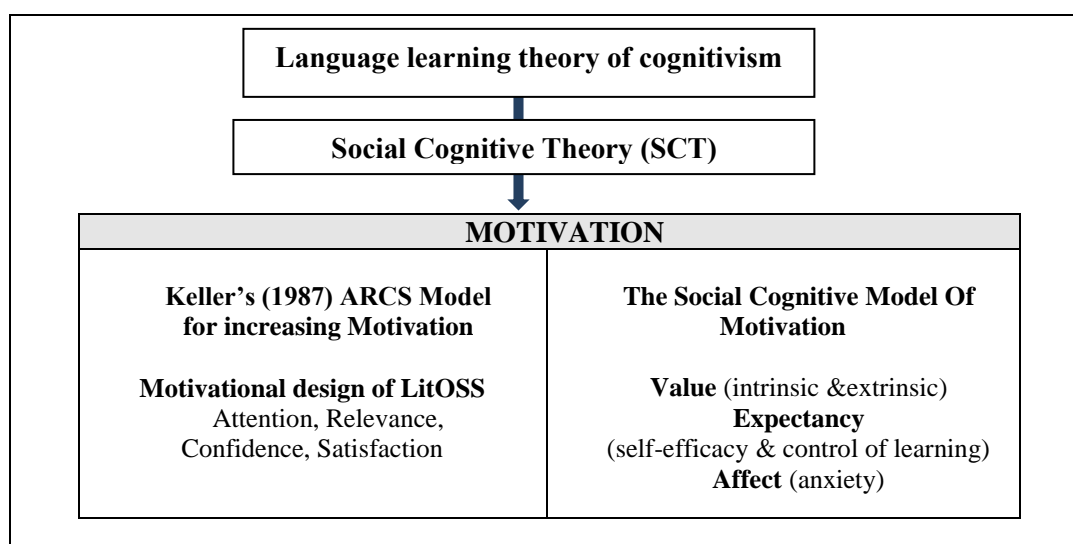 Language learning theory of cognitivism
Social Cognitive Theory (SCT)
MOTIVATION
Keller’s (1987) ARCS Model
for increasing Motivation
Motivational design of LitOSS
Attention, Relevance,
Confidence, Satisfaction
The Social Cognitive Model Of
Motivation
Value (intrinsic &extrinsic)
Expectancy
(self-efficacy & control of learning)
Affect (anxiety)